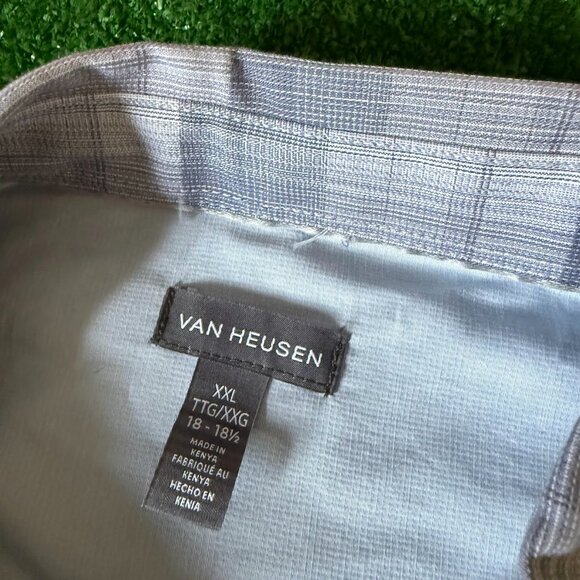 VAN HEUSEN
XXL
TTG/XXG
18 - 18½
MADE IN
KENYA
FABRIQUÉ AU
KENYA
HECHO EN
KENIA